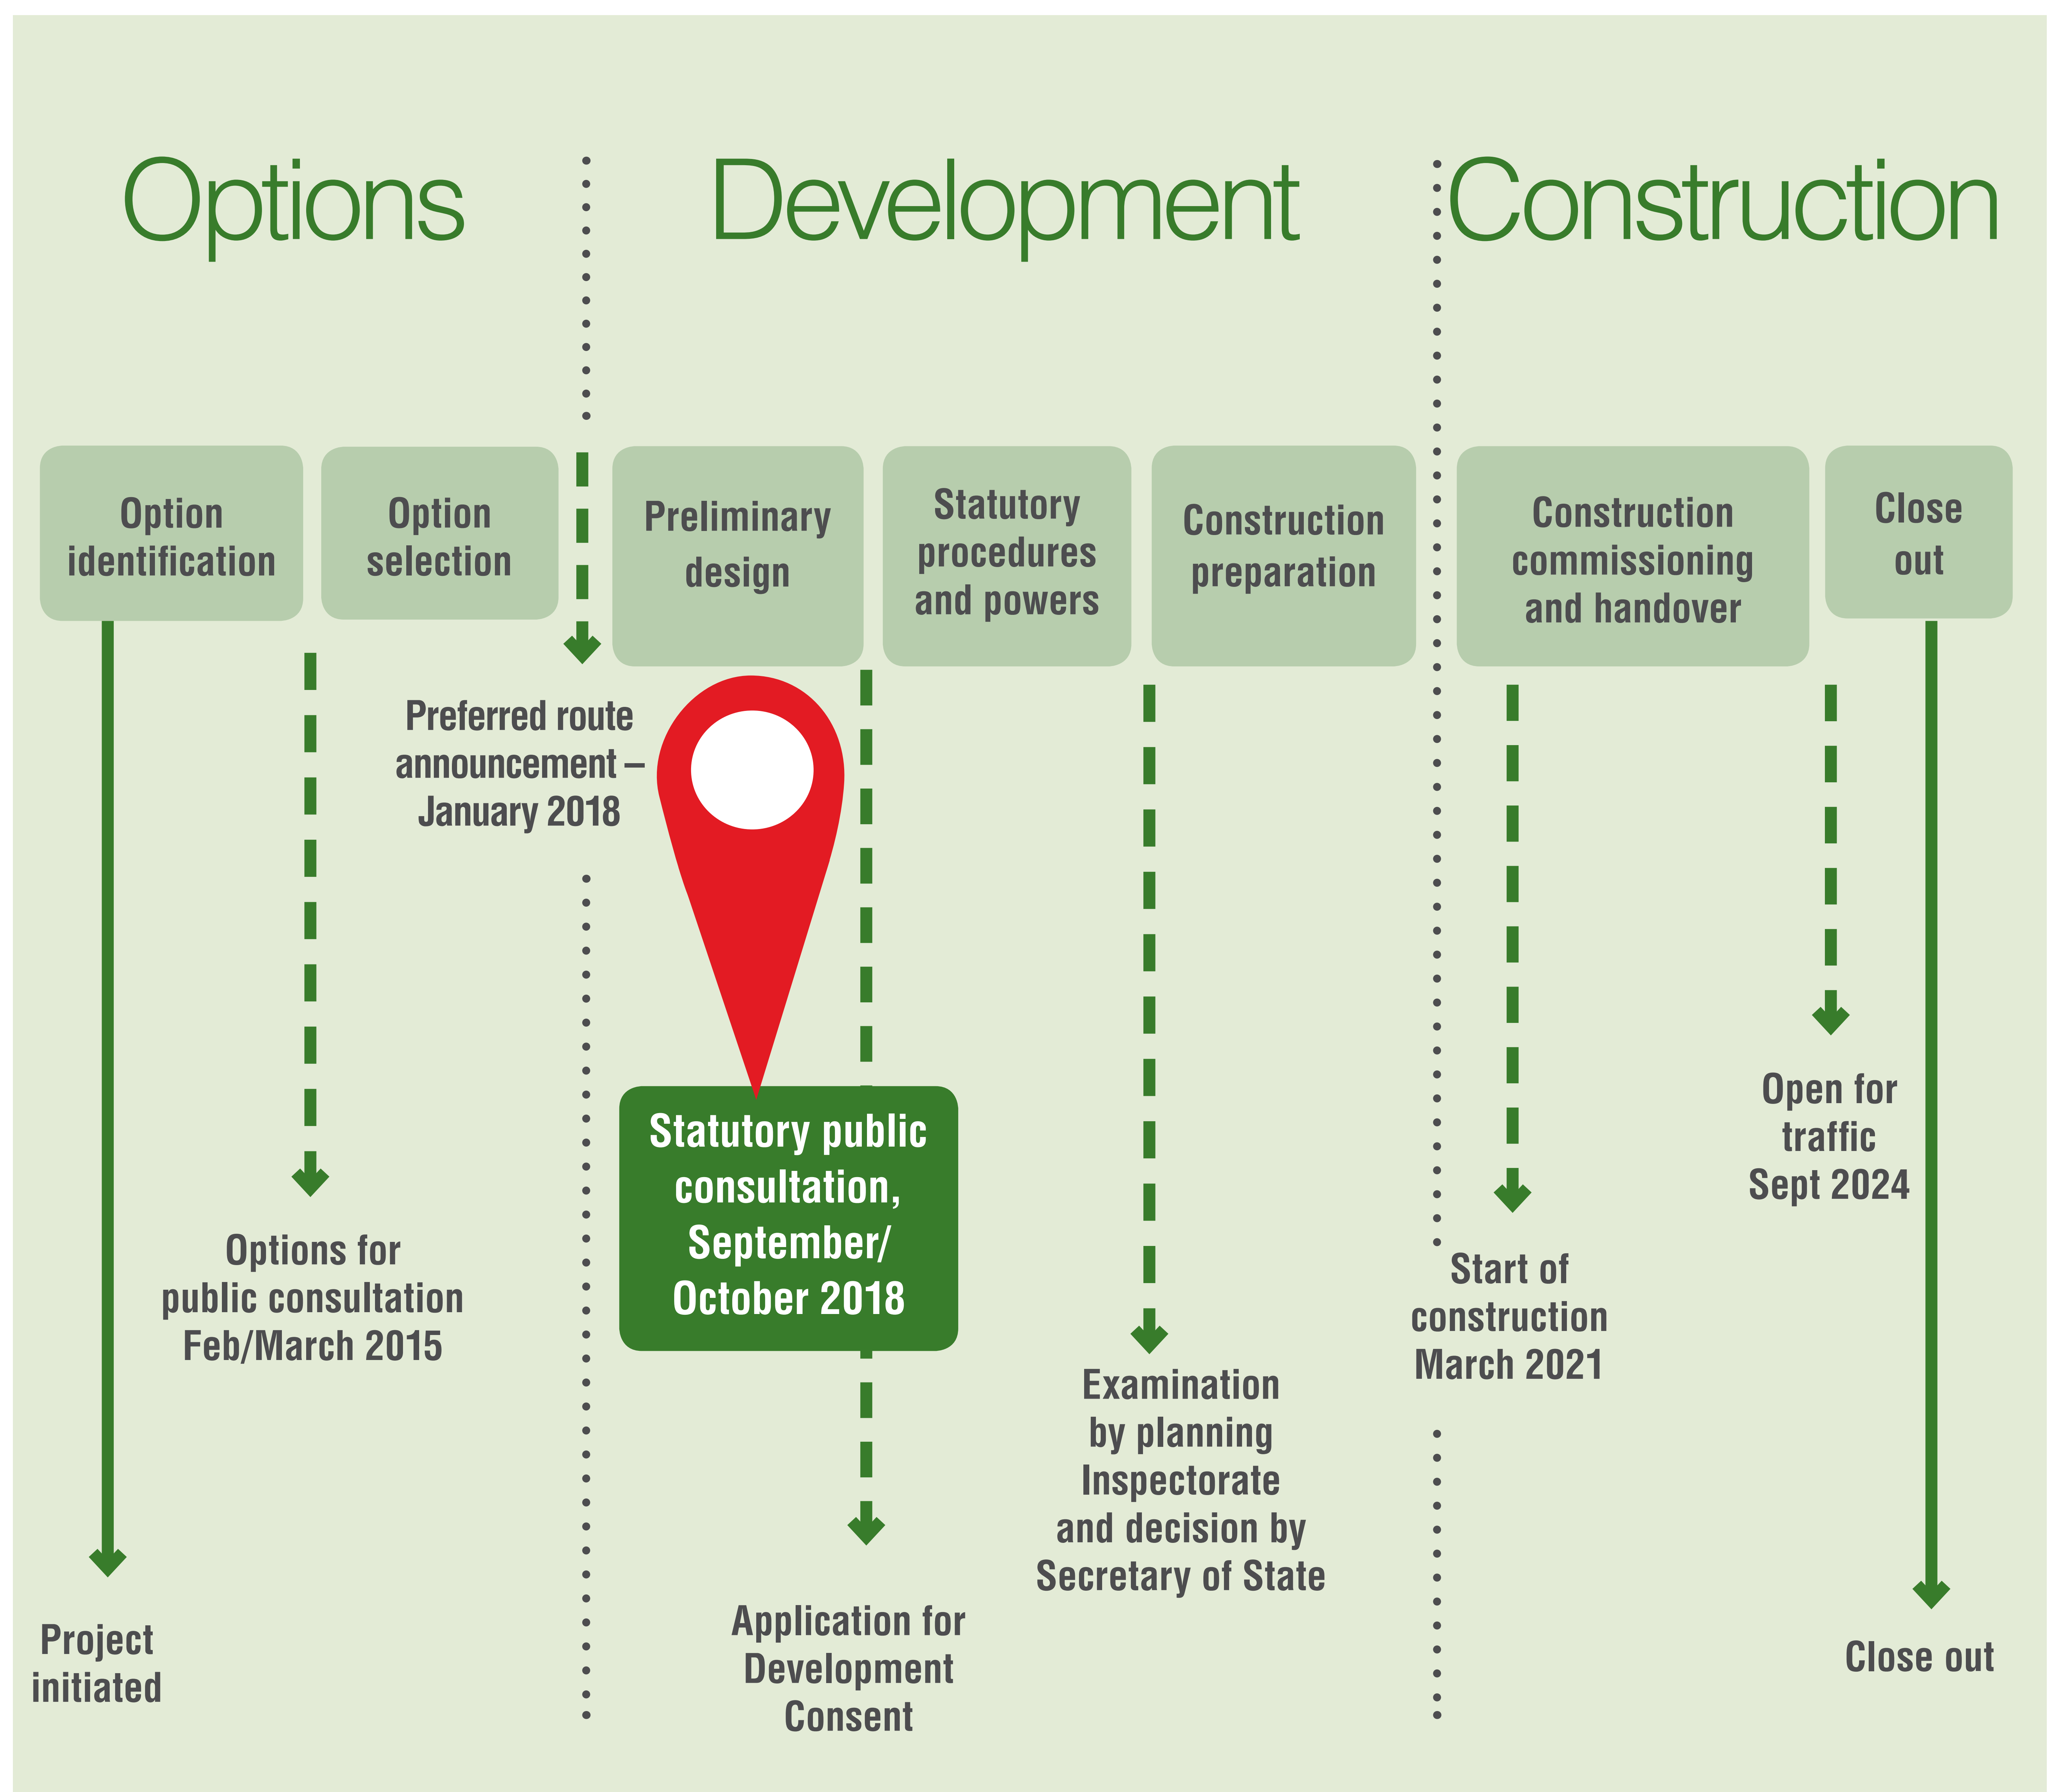 Options
Development
Construction
Option
identification
Option
selection
Preliminary
design
Statutory
procedures
and powers
Construction
preparation
Construction
commissioning
and handover
Close
out
Preferred route
announcement –
January 2018
Statutory public
consultation,
September/
October 2018
Open for
traffic
Sept 2024
Options for
public consultation
Feb/March 2015
Start of
construction
March 2021
Examination
by planning
Inspectorate
and decision by
Secretary of State
Project
initiated
Application for
Development
Consent
Close out